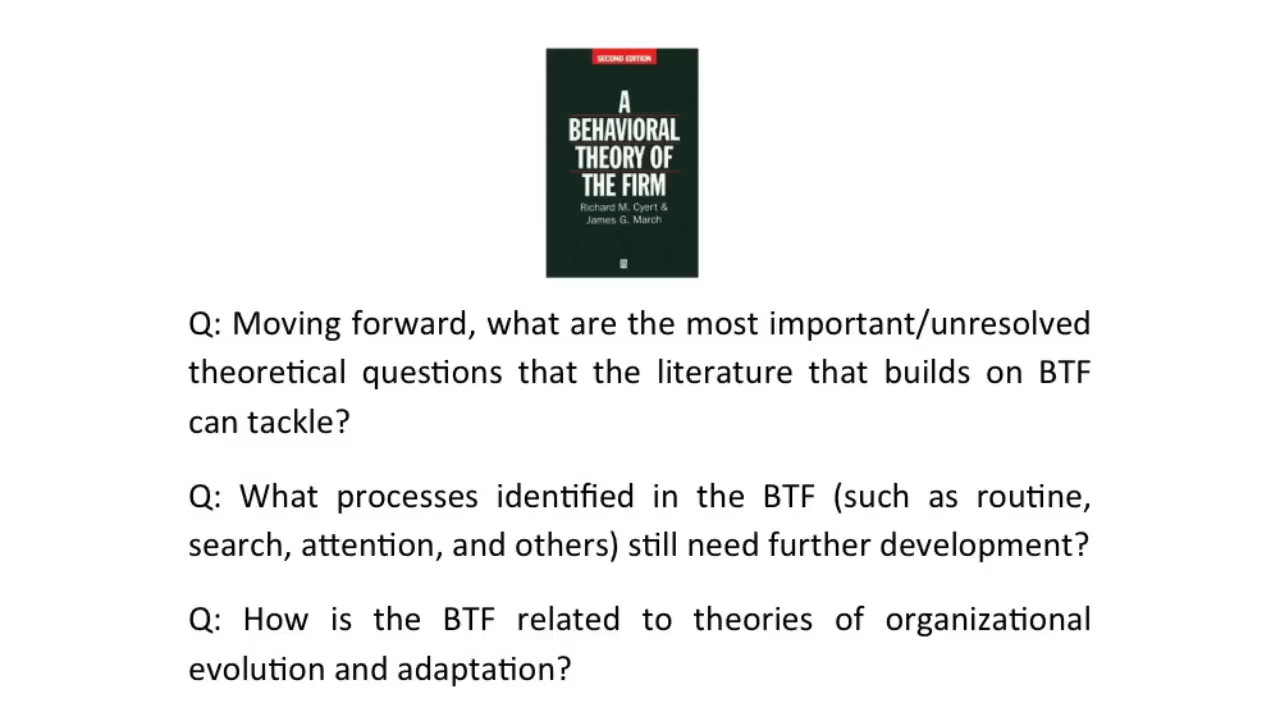 SECOND EDITION
A
BEHAVIORAL
THEORY OF
THE FIRM
Richard M. Cyert &
James G. March
Q: Moving forward, what are the most important/unresolved
theoretical questions that the literature that builds on BTF
can tackle?
Q: What processes identified in the BTF (such as routine,
search, attention, and others) still need further development?
Q: How is the BTF related to theories of organizational
evolution and adaptation?